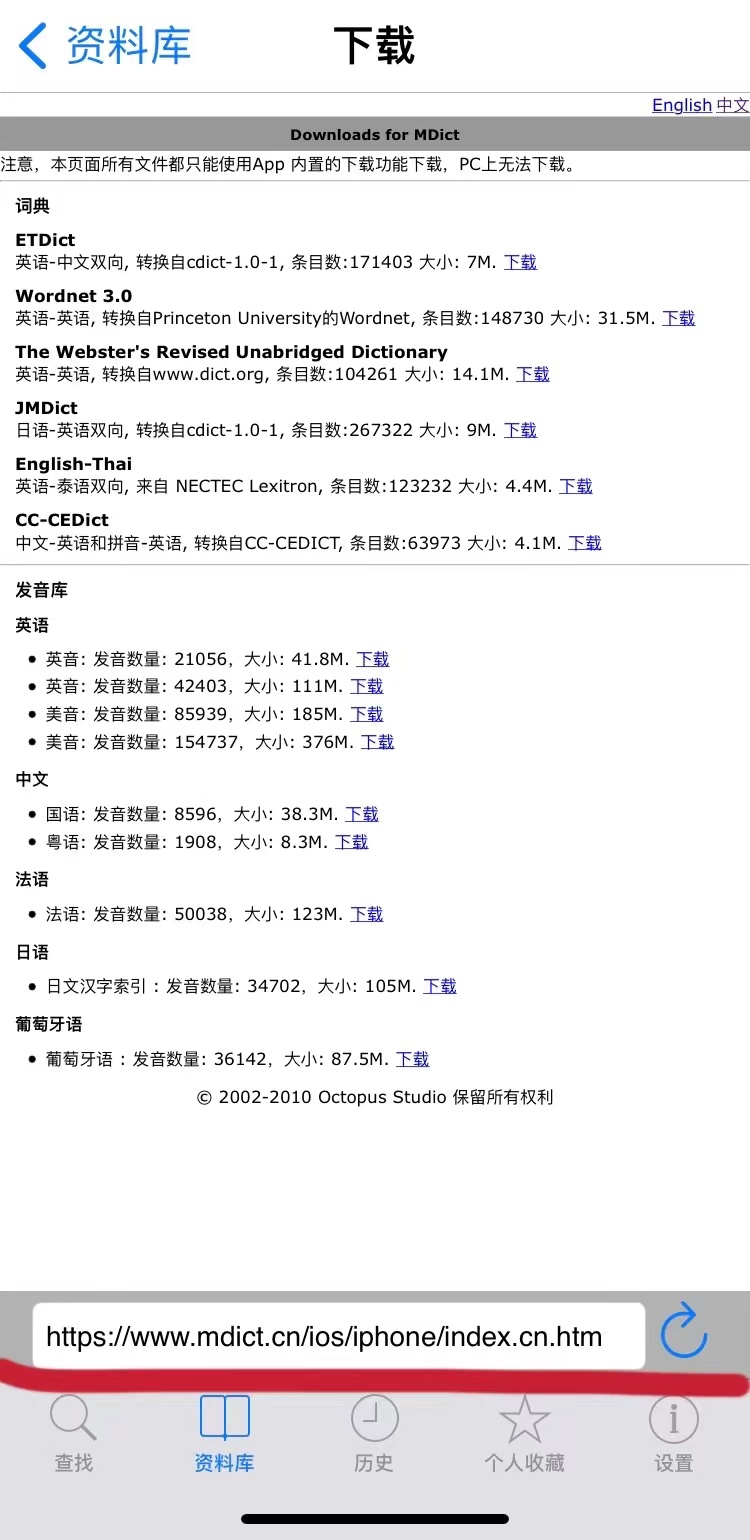 资料库
下载
English 中文
Downloads for MDict
注意，本页面所有文件都只能使用App 内置的下载功能下载，PC上无法下载。
词典
ETDict
英语-中文双向, 转换自cdict-1.0-1, 条目数:171403 大小: 7M. 下载
Wordnet 3.0
英语-英语, 转换自Princeton University的Wordnet, 条目数:148730 大小: 31.5M. 下载
The Webster's Revised Unabridged Dictionary
英语-英语, 转换自www.dict.org, 条目数:104261 大小: 14.1M. 下载
JMDict
日语-英语双向, 转换自cdict-1.0-1, 条目数:267322 大小: 9M. 下载
English-Thai
英语-泰语双向, 来自 NECTEC Lexitron, 条目数:123232 大小: 4.4M. 下载
CC-CEDict
中文-英语和拼音-英语, 转换自CC-CEDICT, 条目数:63973 大小: 4.1M. 下载
发音库
英语
• 英音: 发音数量: 21056，大小: 41.8M. 下载
• 英音: 发音数量: 42403，大小: 111M. 下载
• 美音: 发音数量: 85939，大小: 185M. 下载
• 美音: 发音数量: 154737，大小: 376M. 下载
中文
• 国语: 发音数量: 8596，大小: 38.3M. 下载
• 粤语: 发音数量: 1908，大小: 8.3M. 下载
法语
• 法语: 发音数量: 50038，大小: 123M. 下载
日语
• 日文汉字索引 : 发音数量: 34702，大小: 105M. 下载
葡萄牙语
• 葡萄牙语 : 发音数量: 36142，大小: 87.5M. 下载
© 2002-2010 Octopus Studio 保留所有权利
https://www.mdict.cn/ios/iphone/index.cn.htm
查找 资料库 历史 个人收藏 设置